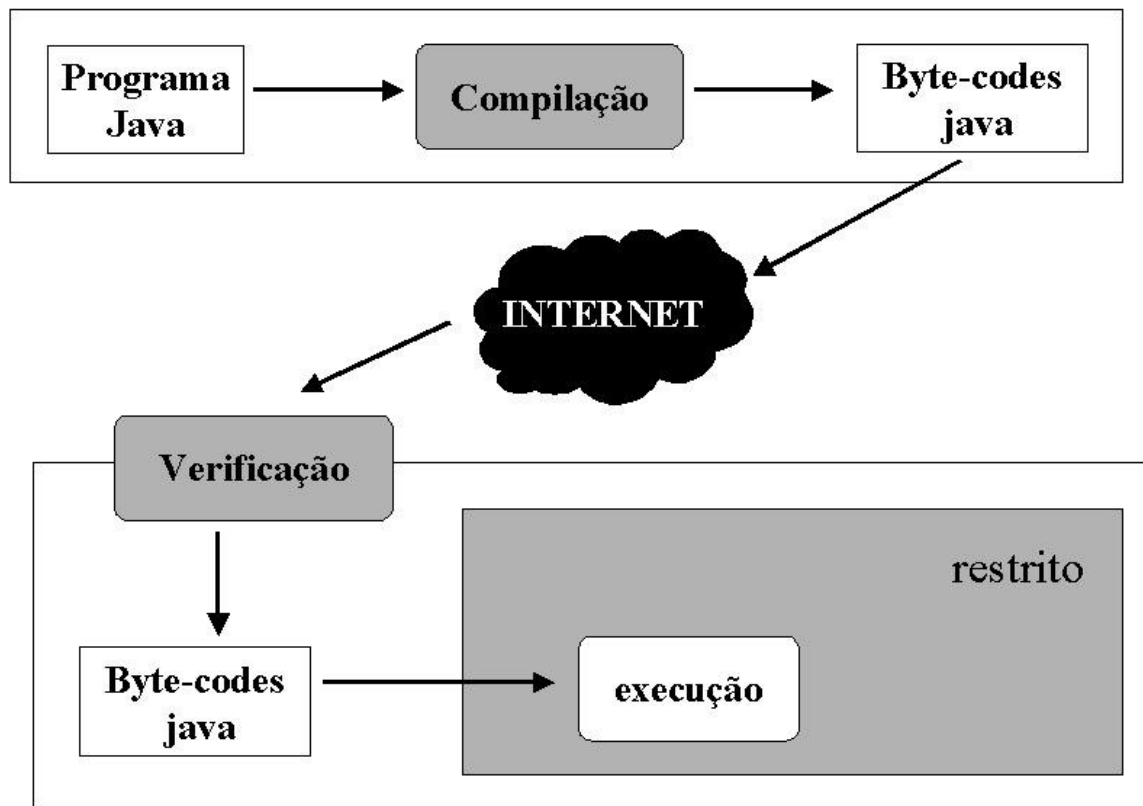 Programa
Java
Compilação
Byte-codes
java
INTERNET
Verificação
restrito
Byte-codes
java
execução